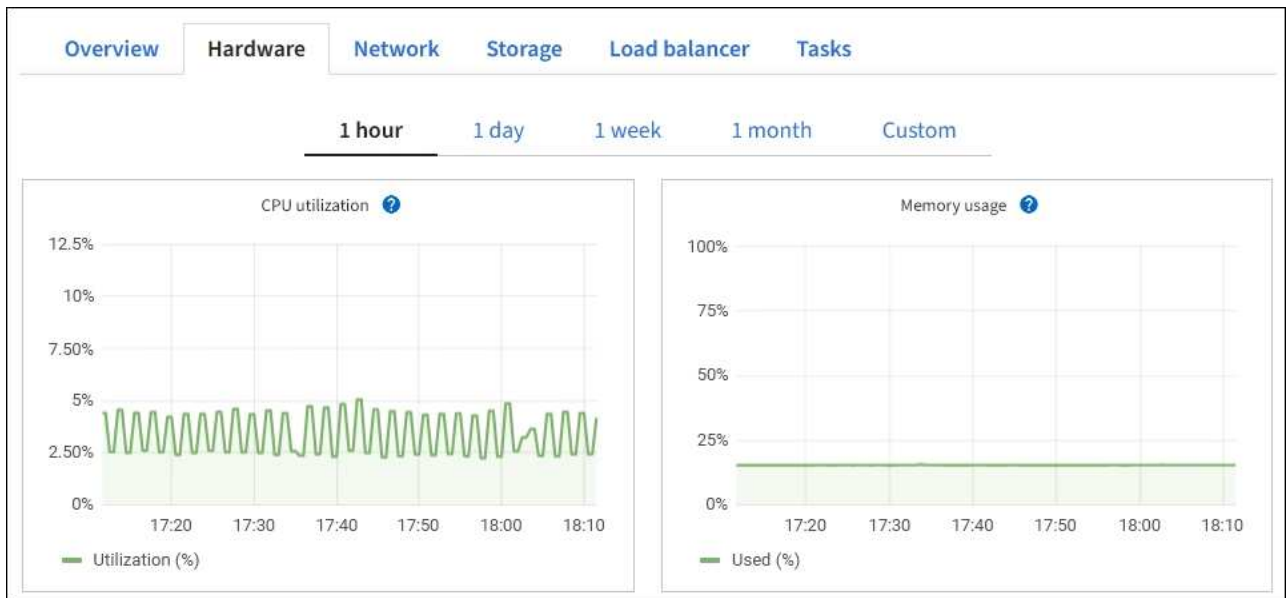 Overview Hardware Network Storage Load balancer Tasks
1 hour 1 day 1 week 1 month Custom
CPU utilization ?
12.5%
10%
7.50%
5%
2.50%
0%
17:20 17:30 17:40 17:50 18:00 18:10
Utilization (%)
Memory usage ?
100%
75%
50%
25%
0%
17:20 17:30 17:40 17:50 18:00 18:10
Used (%)